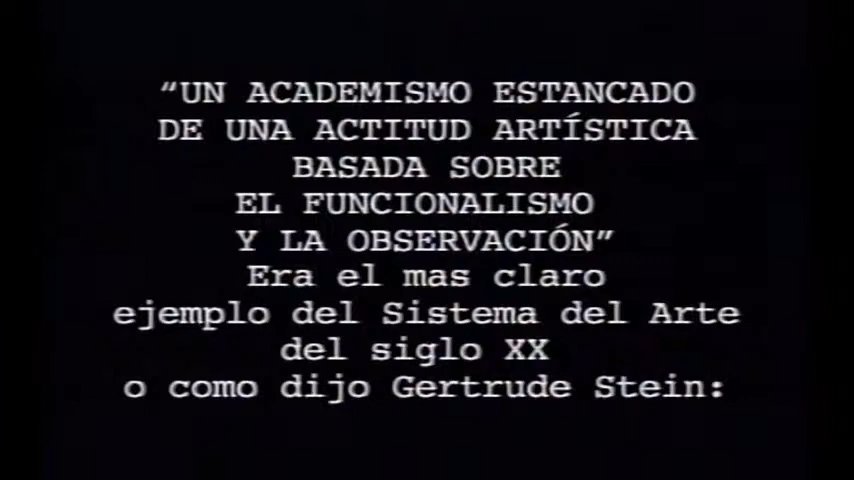 “UN ACADEMISMO ESTANCADO
DE UNA ACTITUD ARTÍSTICA
BASADA SOBRE
EL FUNCIONALISMO
Y LA OBSERVACIÓN”
Era el mas claro
ejemplo del Sistema del Arte
del siglo XX
o como dijo Gertrude Stein: